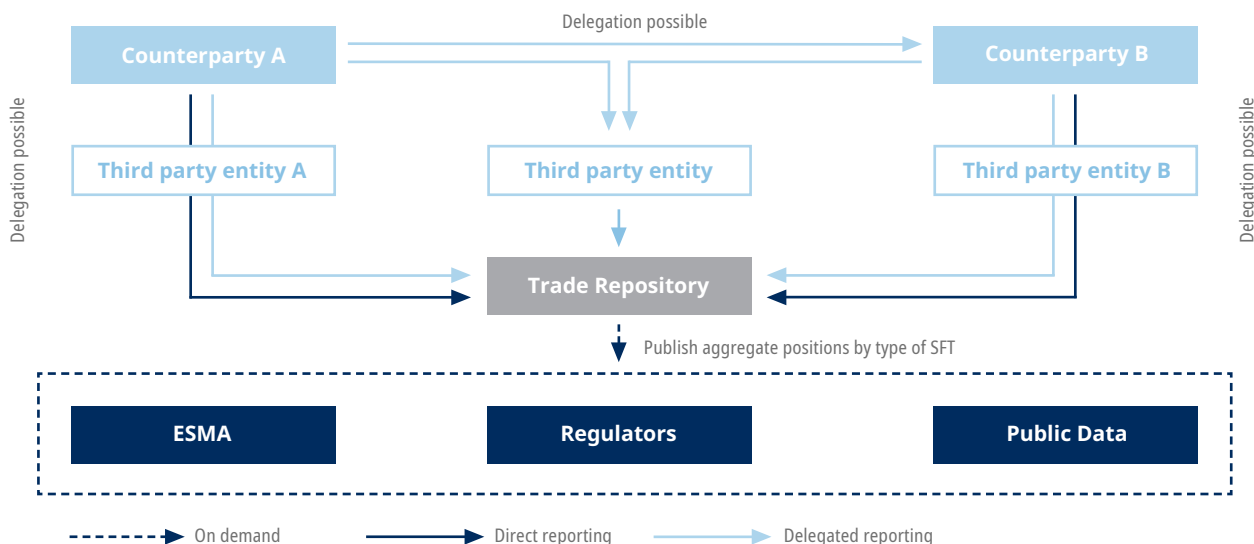 Delegation possible
Counterparty A
Counterparty B
Delegation possible
Delegation possible
Third party entity A
Third party entity
Third party entity B
Trade Repository
Publish aggregate positions by type of SFT
ESMA
Regulators
Public Data
On demand
Direct reporting
Delegated reporting